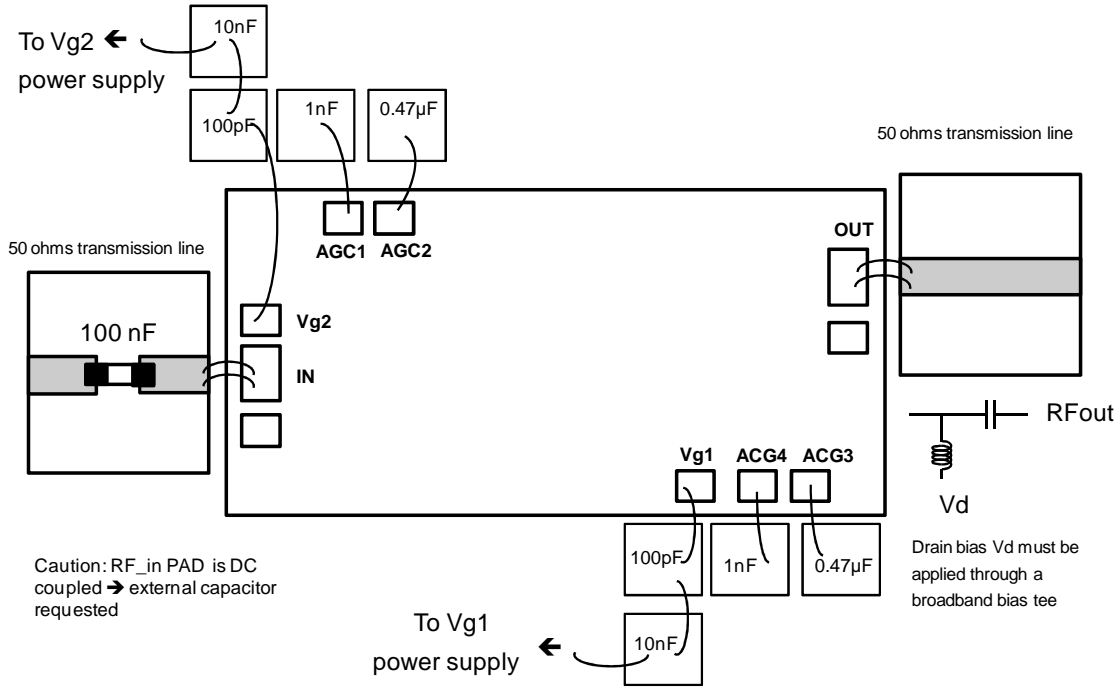 10nF
To Vg2 🡸
power supply
100pF
1nF
0.47µF
50 ohms transmission line
AGC1
AGC2
OUT
50 ohms transmission line
100 nF
Vg2
IN
RFout
Vd
Vg1
ACG4
ACG3
Caution: RF_in PAD is DC
coupled 🡺 external capacitor
requested
100pF
1nF
0.47µF
Drain bias Vd must be
applied through a
broadband bias tee
To Vg1
power supply 🡸
10nF